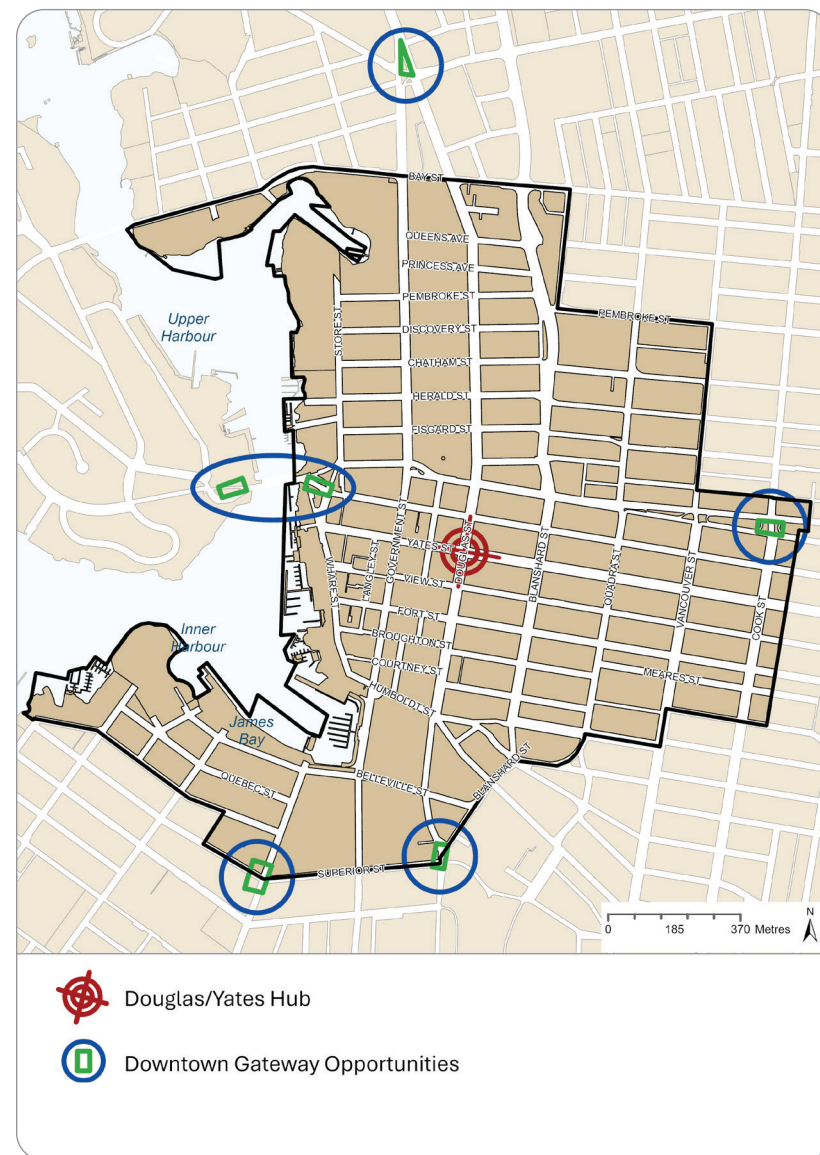 BAY ST
QUEENS AVE
PRINCESS AVE
PEMBROKE ST
PEMBROKE ST
Upper
Harbour
STORE ST
DISCOVERY ST
CHATHAM ST
HERALD ST
FISGARD ST
GOVERNMENT ST
DOUGLAS ST
YATES ST
LANGLEY ST
WHARF ST
BLANSHARD ST
QUADRA ST
VANCOUVER ST
COOK ST
VIEW ST
FORT ST
Inner
Harbour
BROUGHTON ST
COURTNEY ST
MEARES ST
HUMBOLDT ST
James
Bay
BLANSHARD ST
QUEBEC ST
BELLEVILLE ST
SUPERIOR ST
N
0 185 370 Metres
Douglas/Yates Hub
Downtown Gateway Opportunities